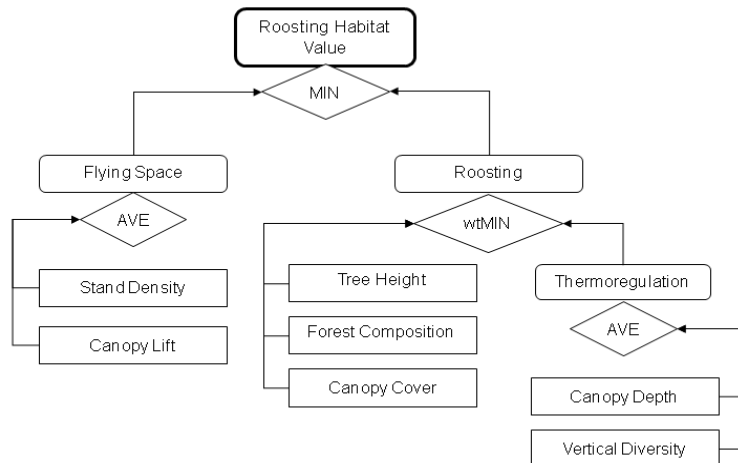 Roosting Habitat
Value
MIN
Flying Space
Roosting
AVE
wtMIN
Stand Density
Canopy Lift
Tree Height
Forest Composition
Canopy Cover
Thermoregulation
AVE
Canopy Depth
Vertical Diversity